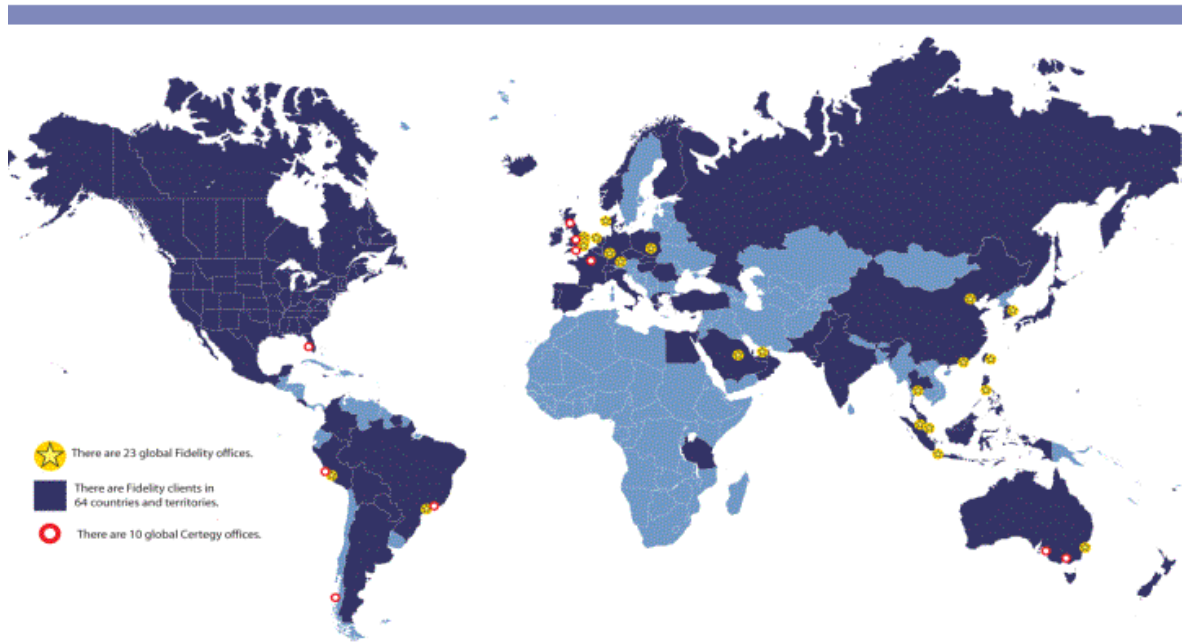 There are 23 global Fidelity offices.
There are Fidelity clients in
64 countries and territories.
There are 10 global Certegy offices.